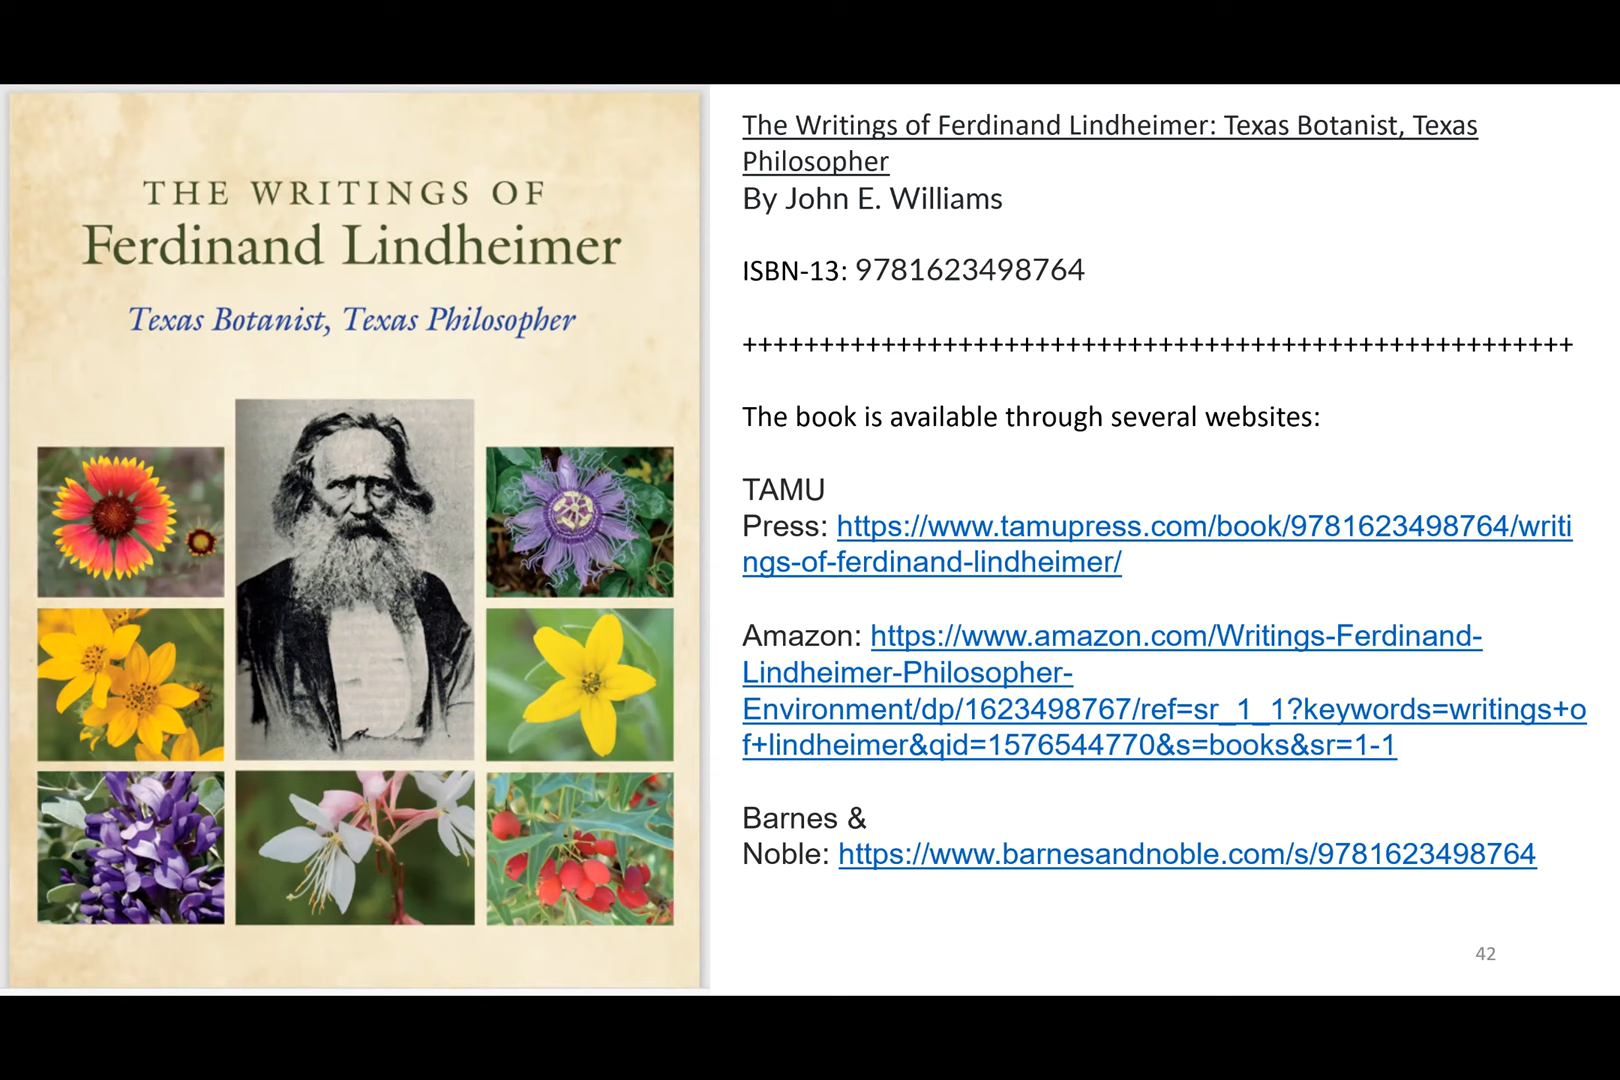 THE WRITINGS OF
Ferdinand Lindheimer
Texas Botanist, Texas Philosopher
The Writings of Ferdinand Lindheimer: Texas Botanist, Texas
Philosopher
By John E. Williams
ISBN-13: 9781623498764
++++++++++++++++++++++++++++++++++++++++++++++++++++++
The book is available through several websites:
TAMU
Press: https://www.tamupress.com/book/9781623498764/writi
ngs-of-ferdinand-lindheimer/
Amazon: https://www.amazon.com/Writings-Ferdinand-
Lindheimer-Philosopher-
Environment/dp/1623498767/ref=sr_1_1?keywords=writings+o
f+lindheimer&qid=1576544770&s=books&sr=1-1
Barnes &
Noble: https://www.barnesandnoble.com/s/9781623498764
42